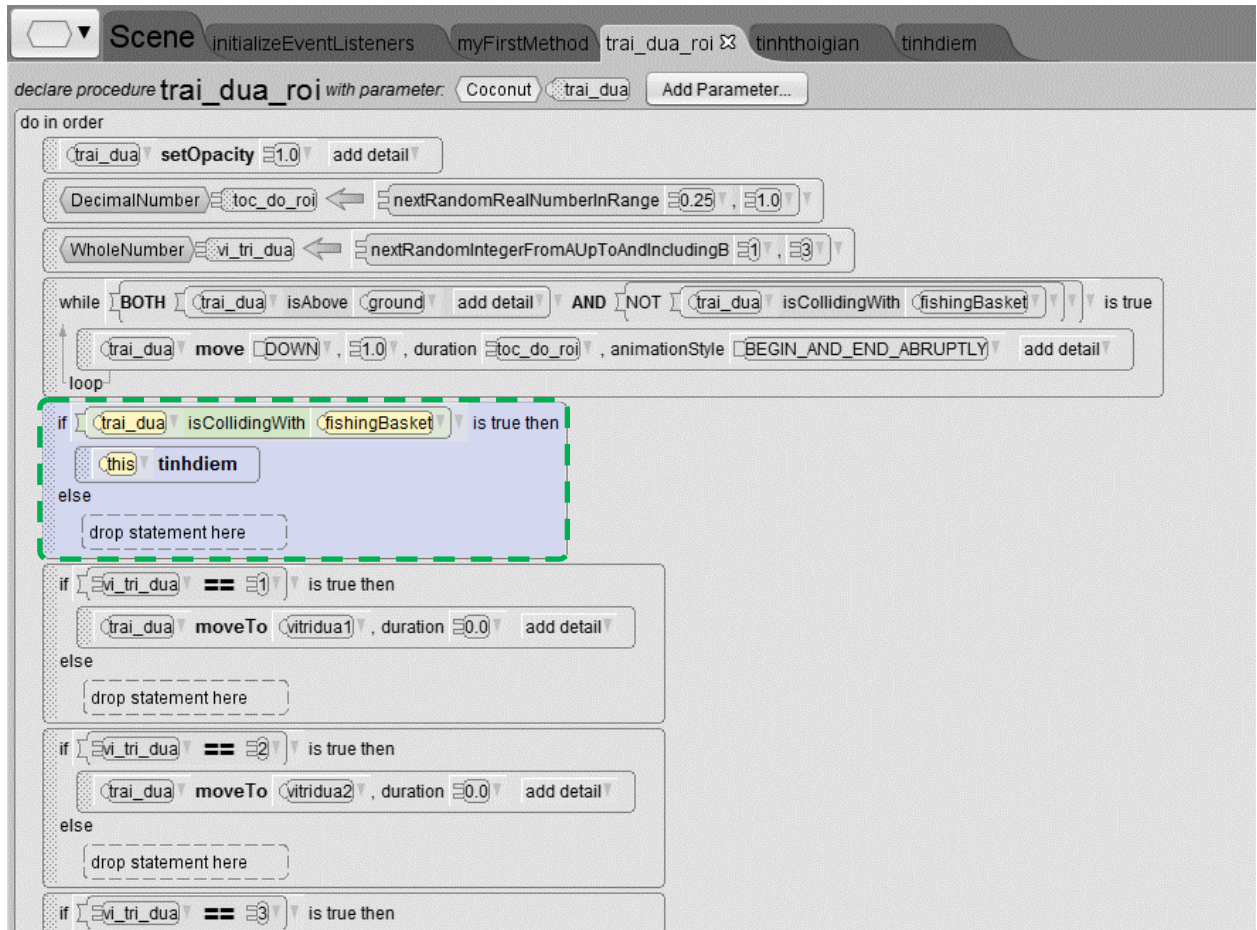 Scene initializeEventListeners myFirstMethod trai_dua_roi tinhthoigian tinhdiem
declare procedure trai_dua_roi with parameter: Coconut trai_dua Add Parameter...
do in order
trai_dua setOpacity 1.0 add detail
DecimalNumber toc_do_roi nextRandomRealNumberInRange 0.25 , 1.0
WholeNumber vi_tri_dua nextRandomIntegerFromAUpToAndIncludingB 1 , 3
while BOTH trai_dua isAbove ground add detail AND NOT trai_dua isCollidingWith fishingBasket is true
trai_dua move DOWN , 1.0 , duration toc_do_roi , animationStyle BEGIN_AND_END_ABRUPTLY add detail
loop
if trai_dua isCollidingWith fishingBasket is true then
this tinhdiem
else
drop statement here
if vi_tri_dua == 1 is true then
trai_dua moveTo vitridua1 , duration 0.0 add detail
else
drop statement here
if vi_tri_dua == 2 is true then
trai_dua moveTo vitridua2 , duration 0.0 add detail
else
drop statement here
if vi_tri_dua == 3 is true then